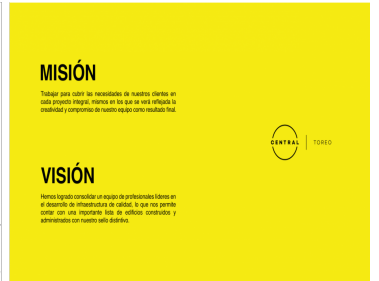 MISIÓN
Trabajar para cubrir las necesidades de nuestros clientes en
cada proyecto integral, mismos en los que se verá reflejada la
creatividad y compromiso de nuestro equipo como resultado final.
CENTRAL | TOREO
VISIÓN
Hemos logrado consolidar un equipo de profesionales líderes en
el desarrollo de infraestructura de calidad, lo que nos permite
contar con una importante lista de edificios construidos y
administrados con nuestro sello distintivo.